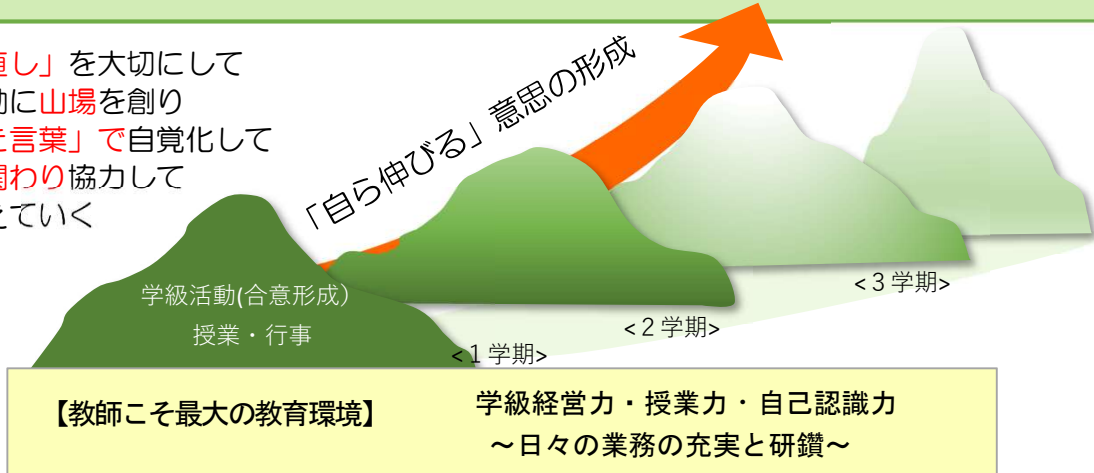 直し」を大切にして
動に山場を創り
た言葉」で自覚化して
関わり協力して
えていく
「自ら伸びる」意思の形成
学級活動(合意形成)
授業・行事
<1学期>
<2学期>
<3学期>
【教師こそ最大の教育環境】
学級経営力・授業力・自己認識力
～日々の業務の充実と研鑽～